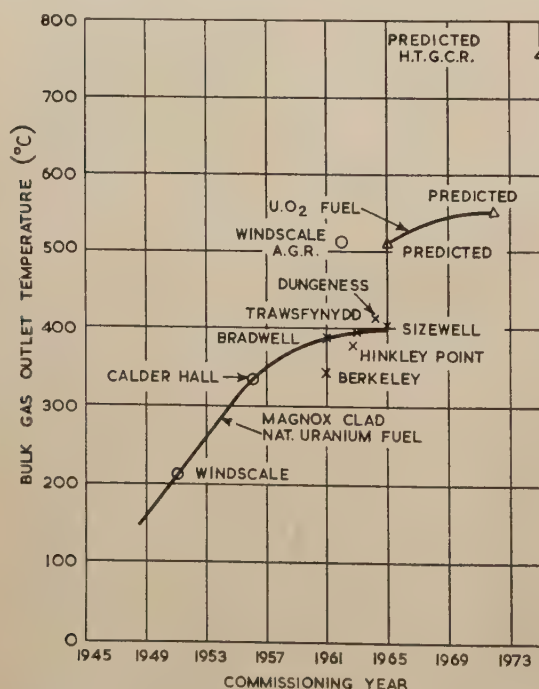 BULK GAS OUTLET TEMPERATURE (°C)
800
700
600
500
400
300
200
100
0
PREDICTED
H.T.G.C.R.
U.O₂ FUEL
PREDICTED
WINDSCALE
A.G.R.
PREDICTED
DUNGENESS
TRAWSFYNYDD
BRADWELL
SIZEWELL
HINKLEY POINT
BERKELEY
CALDER HALL
MAGNOX CLAD
NAT. URANIUM FUEL
WINDSCALE
1945 1949 1953 1957 1961 1965 1969 1973
COMMISSIONING YEAR